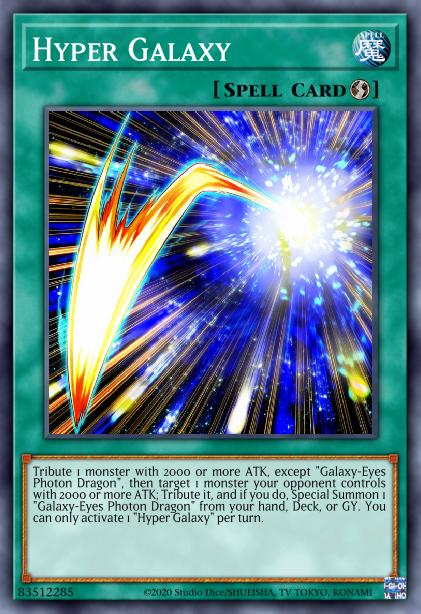 Hyper Galaxy
SPELL
魔
[Spell Card]
Tribute 1 monster with 2000 or more ATK, except "Galaxy-Eyes
Photon Dragon", then target 1 monster your opponent controls
with 2000 or more ATK; Tribute it, and if you do, Special Summon 1
"Galaxy-Eyes Photon Dragon" from your hand, Deck, or GY. You
can only activate 1 "Hyper Galaxy" per turn.
83512285
©2020 Studio Dice/SHUEISHA, TV TOKYO, KONAMI